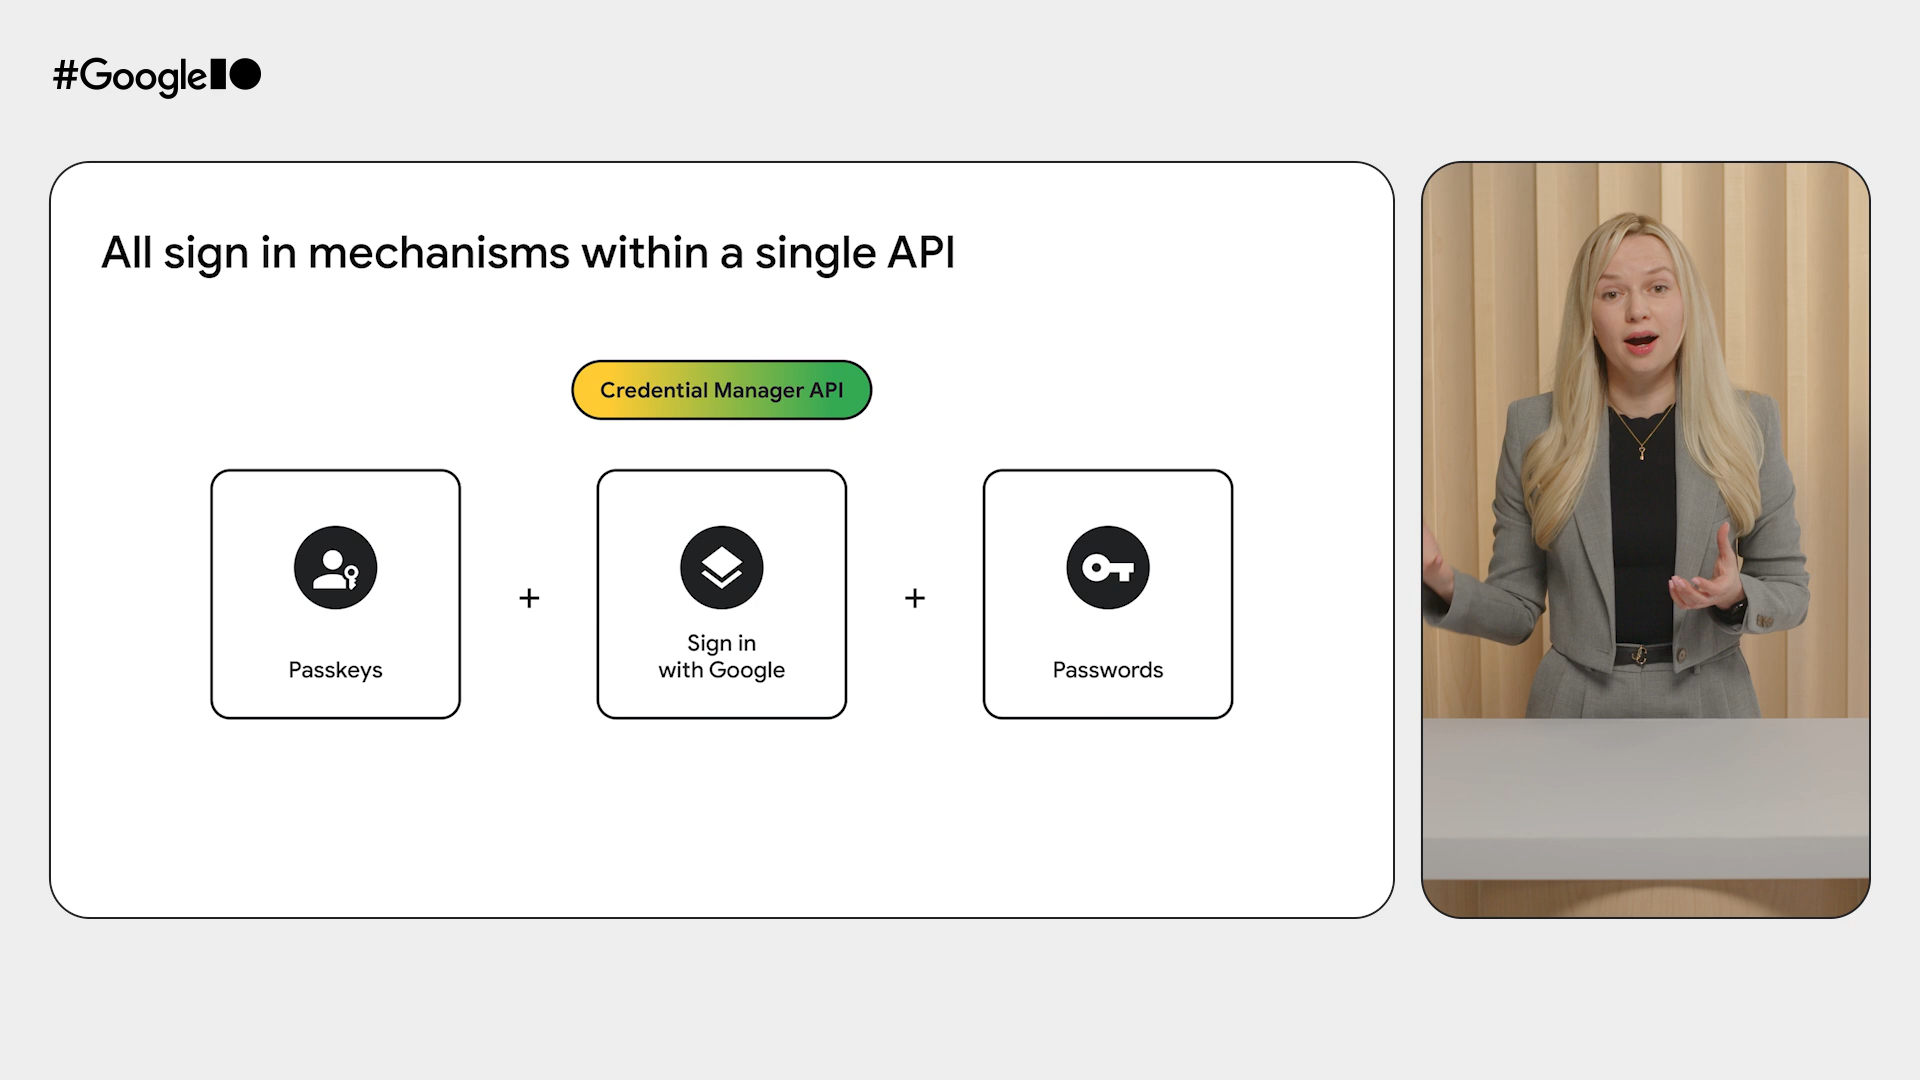 #GoogleIO
All sign in mechanisms within a single API
Credential Manager API
Passkeys
+
Sign in
with Google
+
Passwords